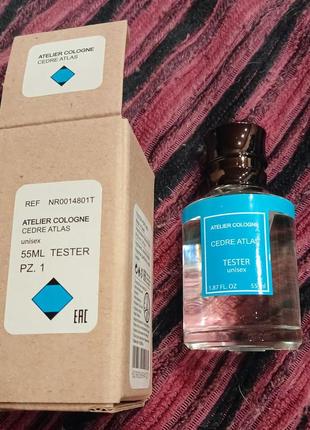 ATELIER COLOGNE
CEDRE ATLAS
REF NR0014801T
ATELIER COLOGNE
CEDRE ATLAS
unisex
55ML TESTER
PZ. 1
EAC
ATELIER COLOGNE
CEDRE ATLAS
TESTER
unisex
1.87 FL. OZ 55 ml